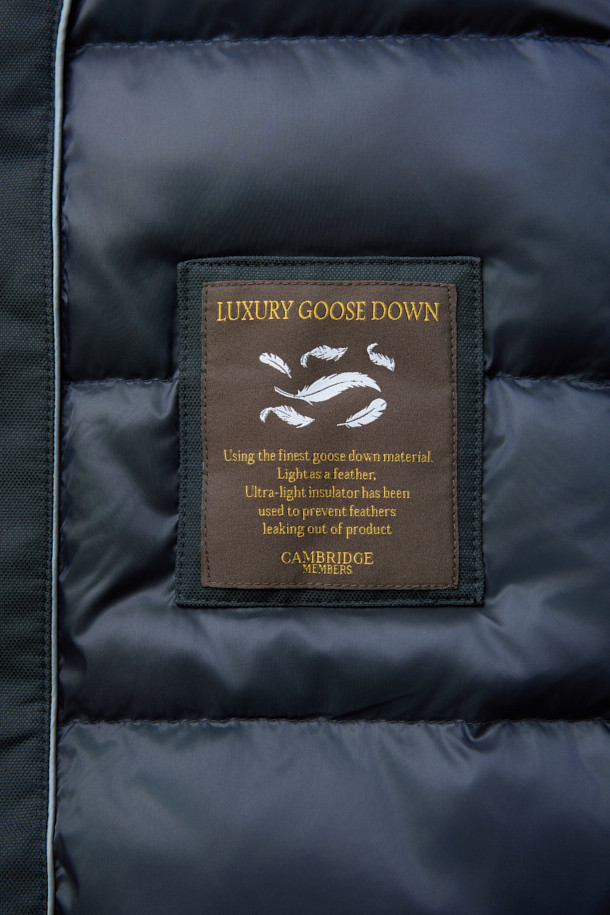 LUXURY GOOSE DOWN
Using the finest goose down material.
Light as a feather,
Ultra-light insulator has been
used to prevent feathers
leaking out of product
CAMBRIDGE
MEMBERS